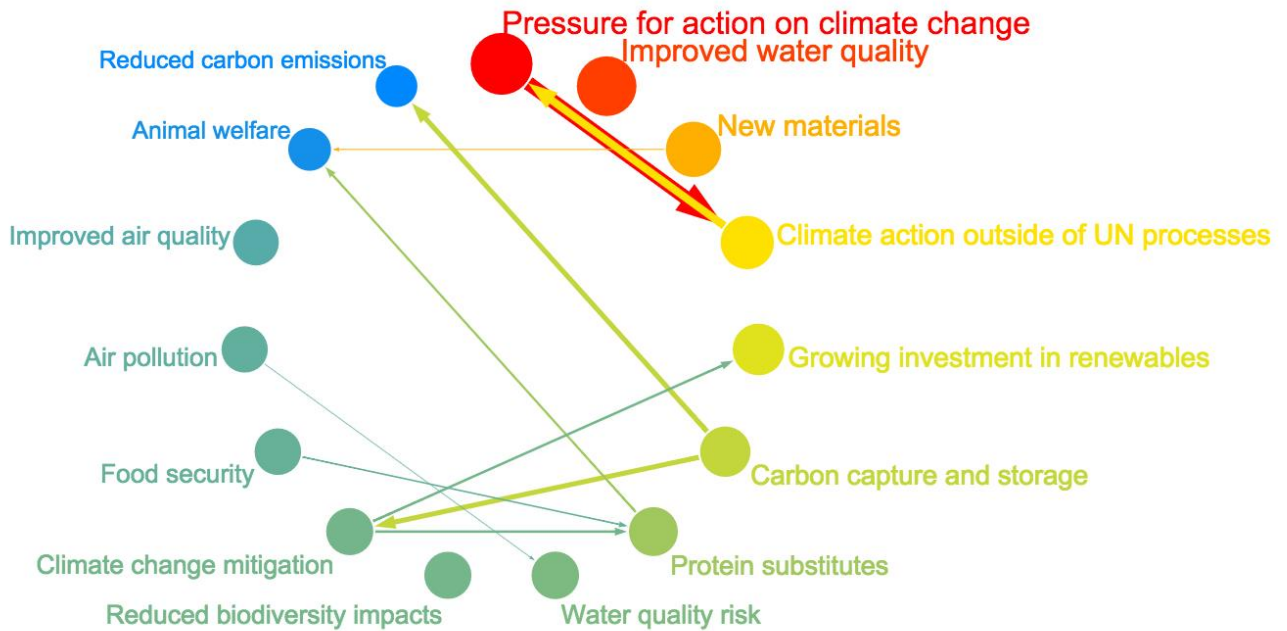 Pressure for action on climate change
Reduced carbon emissions
Improved water quality
Animal welfare
New materials
Improved air quality
Climate action outside of UN processes
Air pollution
Growing investment in renewables
Food security
Carbon capture and storage
Climate change mitigation
Protein substitutes
Reduced biodiversity impacts
Water quality risk